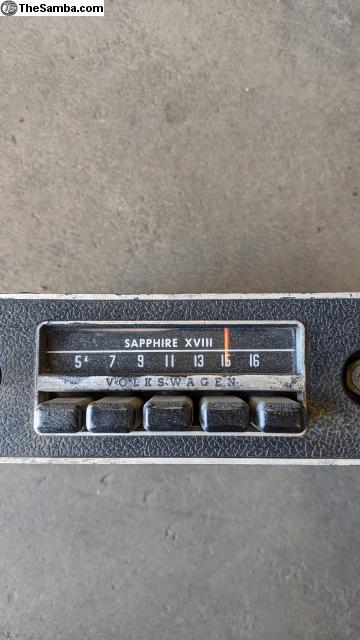 TheSamba.com
SAPPHIRE XVIII
5⁴ 7 9 11 13 15 16
VOLKSWAGEN